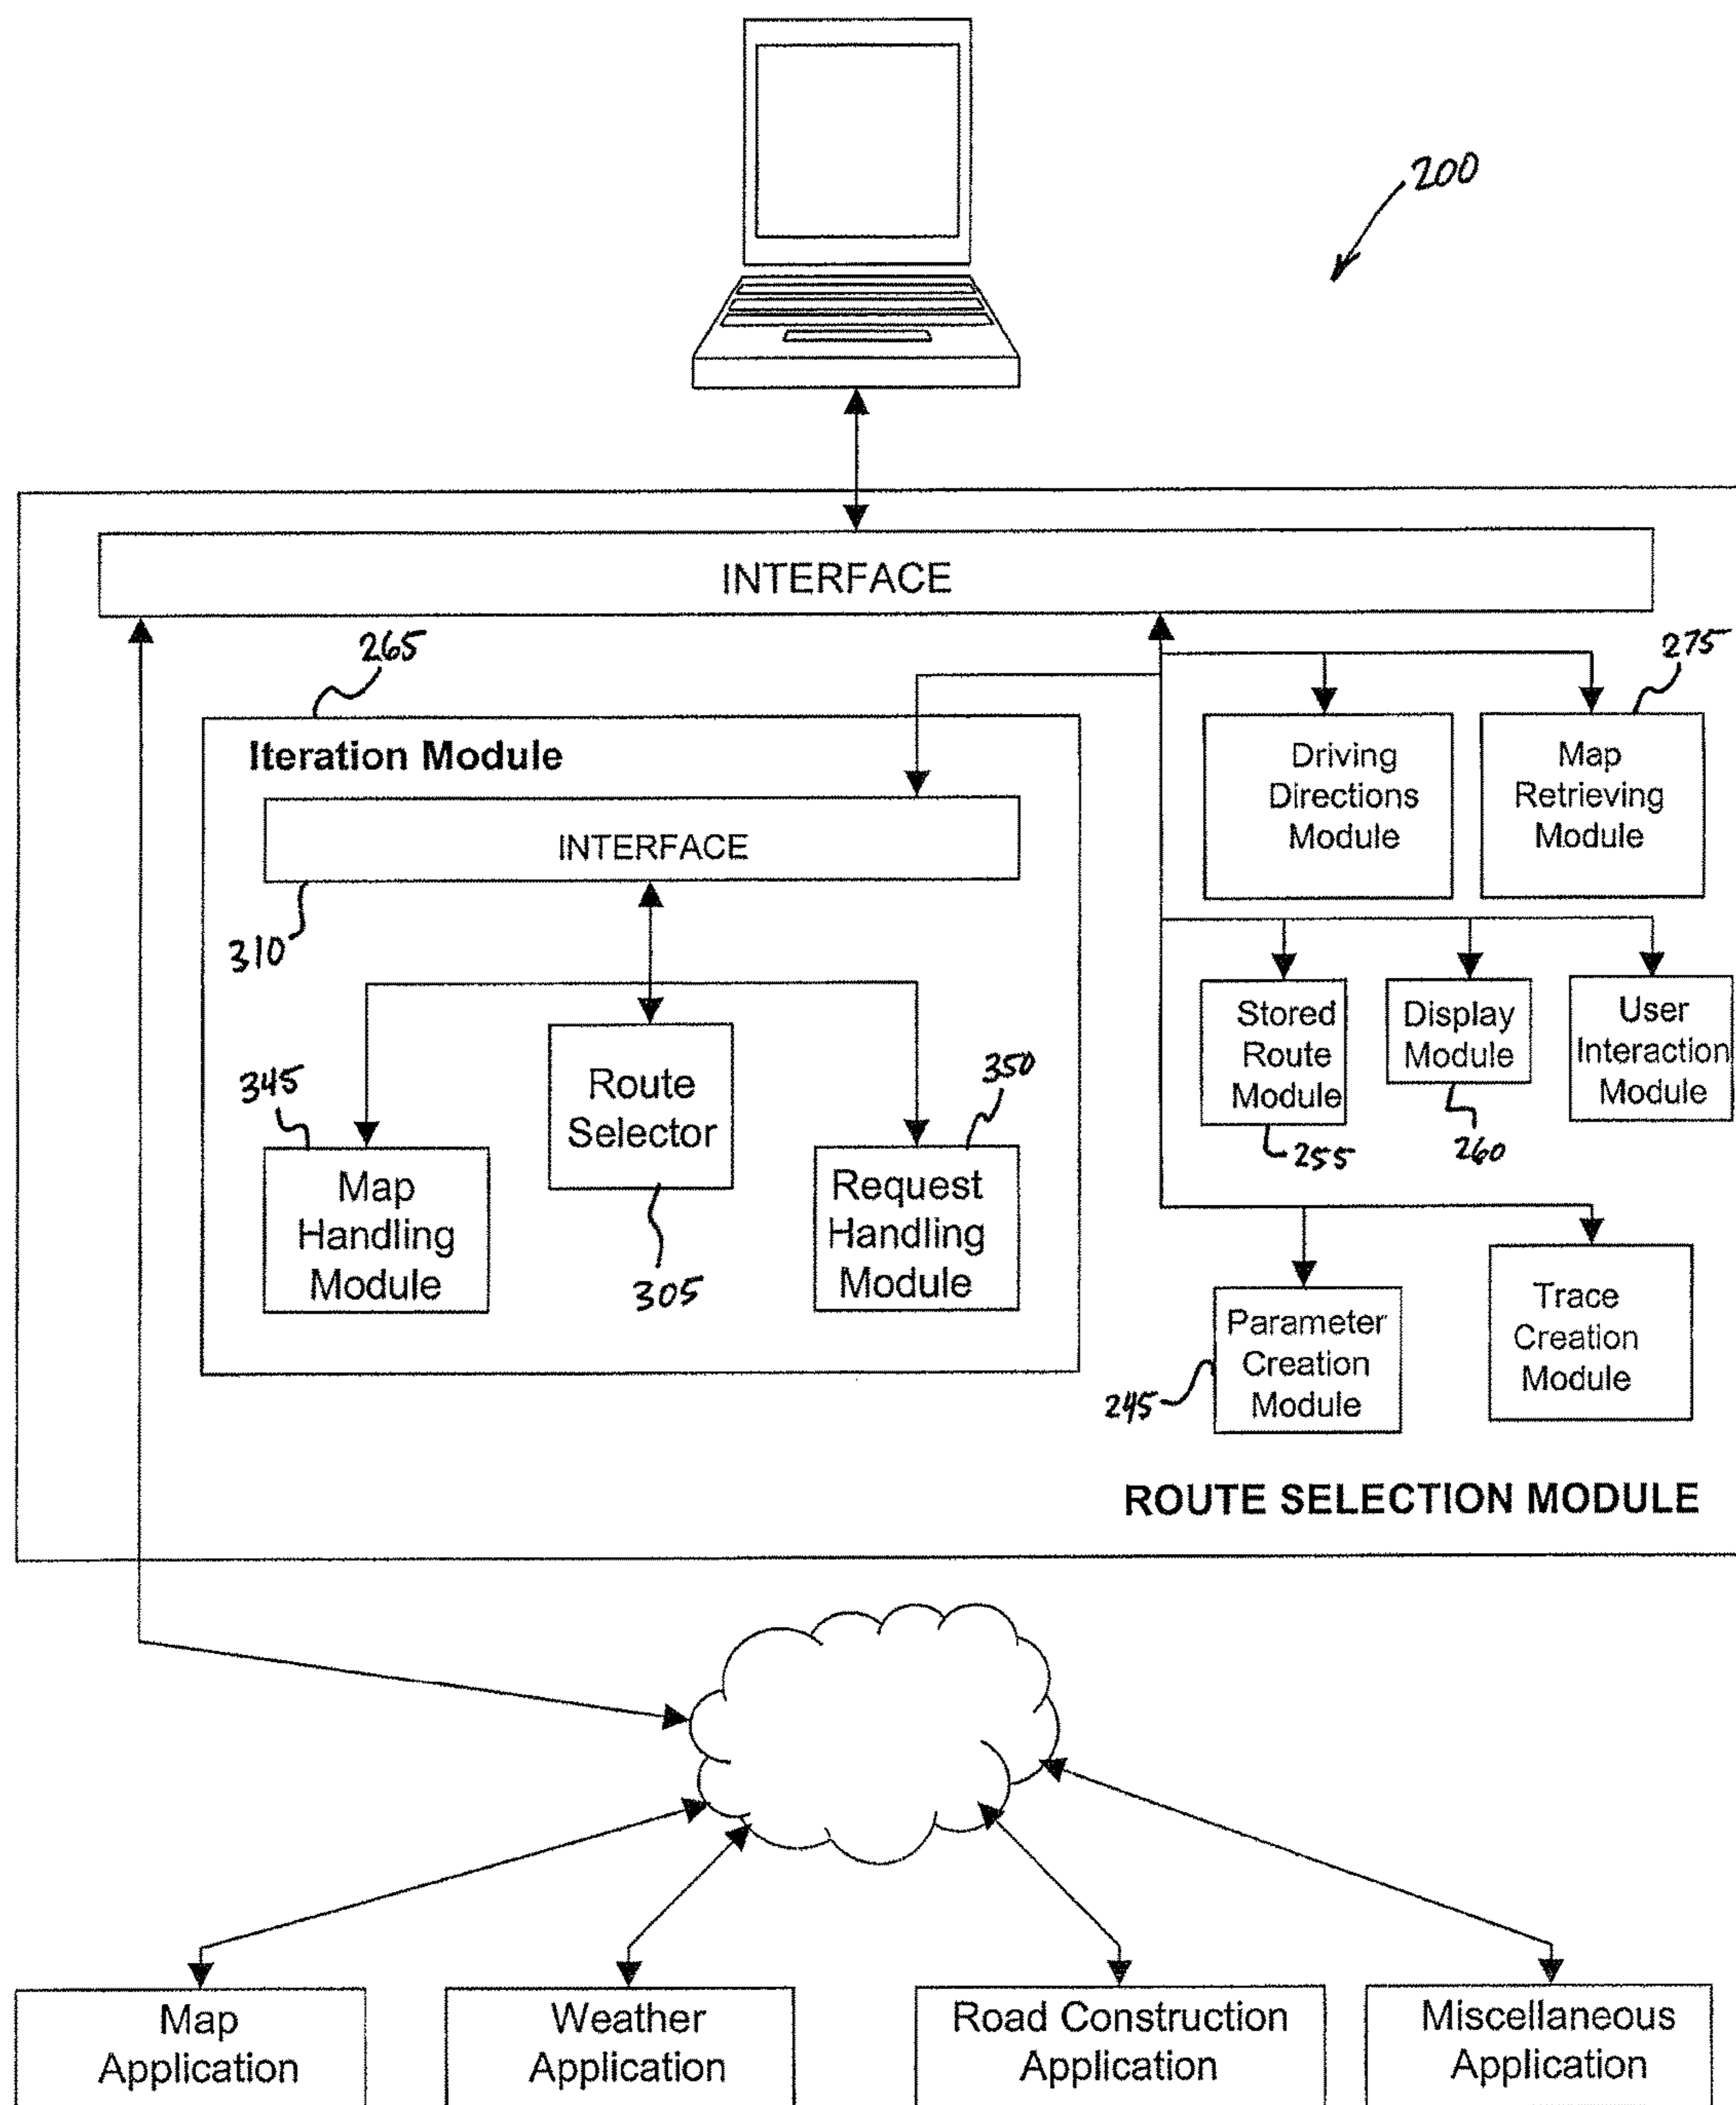 200
INTERFACE
265
275
Iteration Module
INTERFACE
310
Driving
Directions
Module
Map
Retrieving
Module
Stored
Route
Module
255
Display
Module
260
User
Interaction
Module
345
Map
Handling
Module
Route
Selector
305
350
Request
Handling
Module
245
Parameter
Creation
Module
Trace
Creation
Module
ROUTE SELECTION MODULE
Map
Application
Weather
Application
Road Construction
Application
Miscellaneous
Application